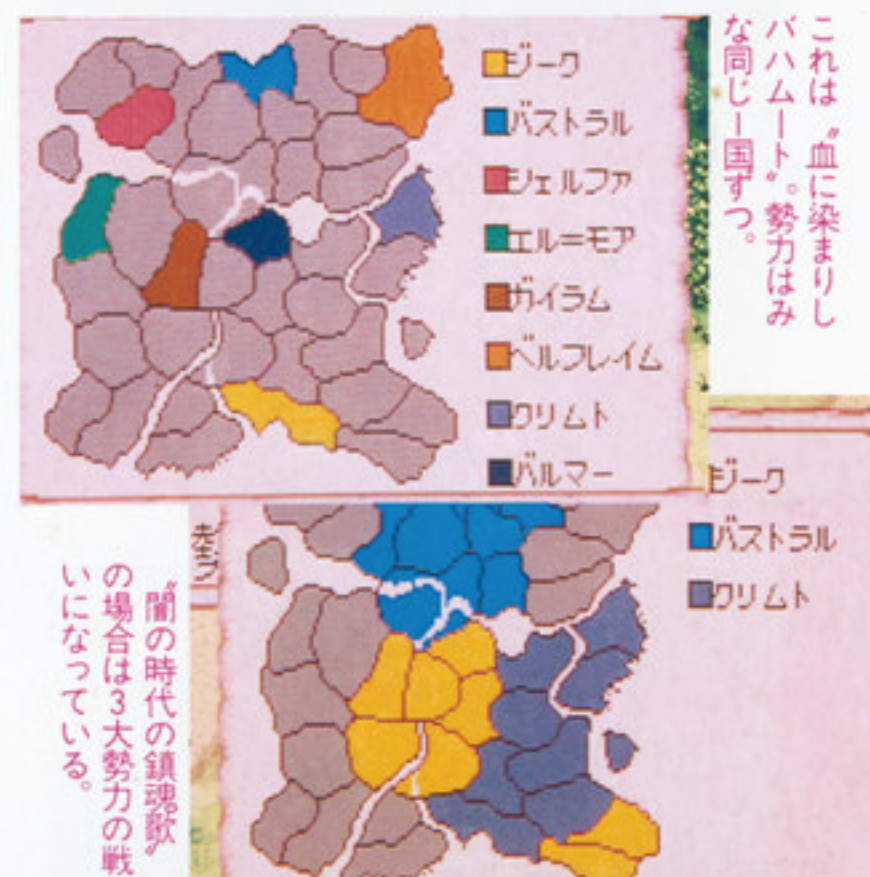 これは〝血に染まりし
バハムート〟。勢力はみ
な同じ一国ずつ。
ジーク
バストラル
シェルファ
エル=モア
ガイラム
ベルフレイム
クリムト
バルマー
ジーク
バストラル
クリムト
〝闇の時代の鎮魂歌〟
の場合は3大勢力の戦
いになっている。